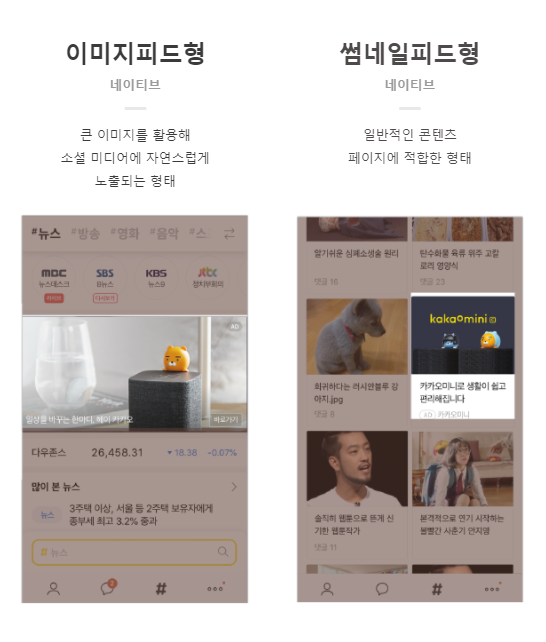 이미지피드형
네이티브
큰 이미지를 활용해
소셜 미디어에 자연스럽게
노출되는 형태
#뉴스 #방송 #영화 #음악 #스
mbc SBS KBS jtbc
뉴스데스크 8뉴스 뉴스9 정치부회의
다시보기
AD
일상을 바꾸는 한마디, 헤이 카카오
바로가기
다우존스 26,458.31 ▼18.38 -0.07%
많이 본 뉴스
뉴스
3주택 이상, 서울 등 2주택 보유자에게
종부세 최고 3.2% 중과
# 뉴스
2
#
썸네일피드형
네이티브
일반적인 콘텐츠
페이지에 적합한 형태
알기쉬운 심폐소생술 원리
댓글 16
탄수화물 육류 위주 고칼
로리 영양식
댓글 23
희귀하다는 러시안블루 강
아지.jpg
댓글 8
kakaomini
카카오미니로 생활이 쉽고
편리해집니다
AD 카카오미니
솔직히 웹툰으로 뜬게 신
기한 웹툰작가
댓글 11
본격적으로 연기 시작하는
불빨간 사춘기 안지영
#